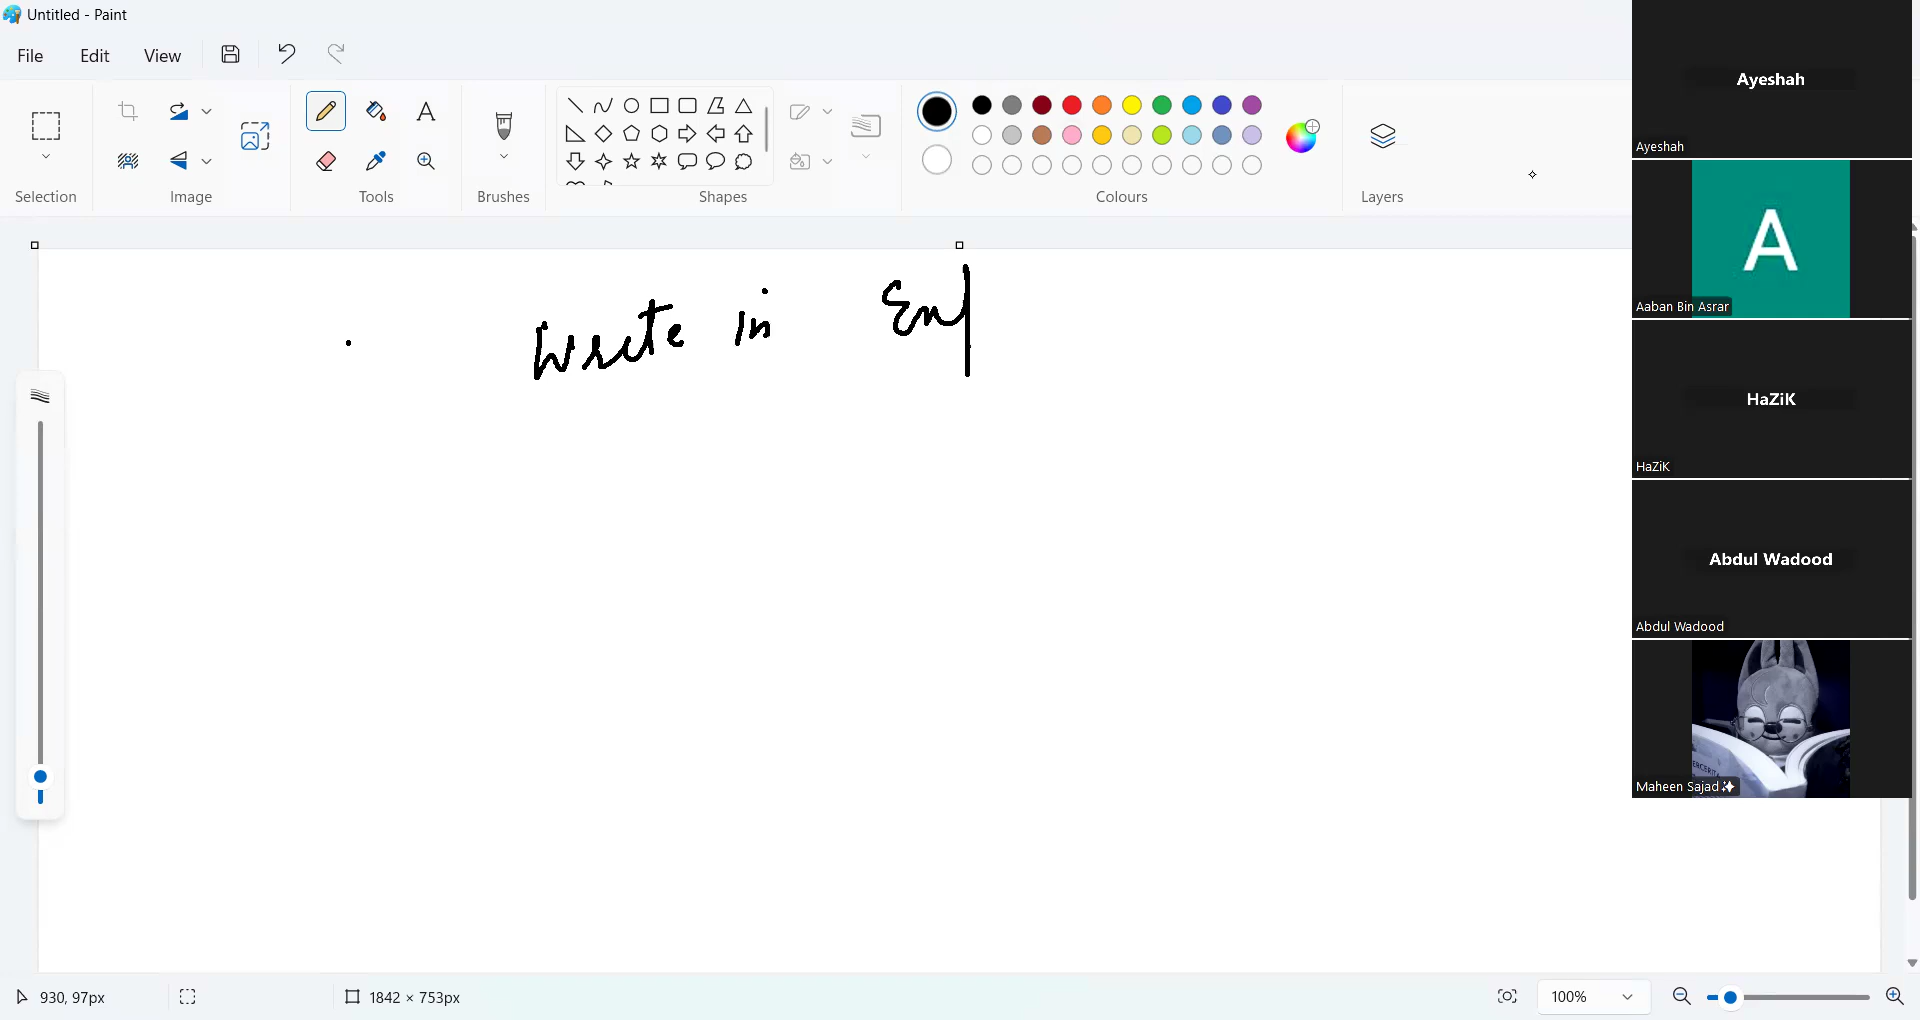 Untitled - Paint
File Edit View
Selection Image Tools Brushes Shapes Colours Layers
Write in
930, 97px 1842 × 753px 100%
Ayeshah
Ayeshah
A
Aaban Bin Asrar
HaZiK
HaZiK
Abdul Wadood
Abdul Wadood
Maheen Sajad✨